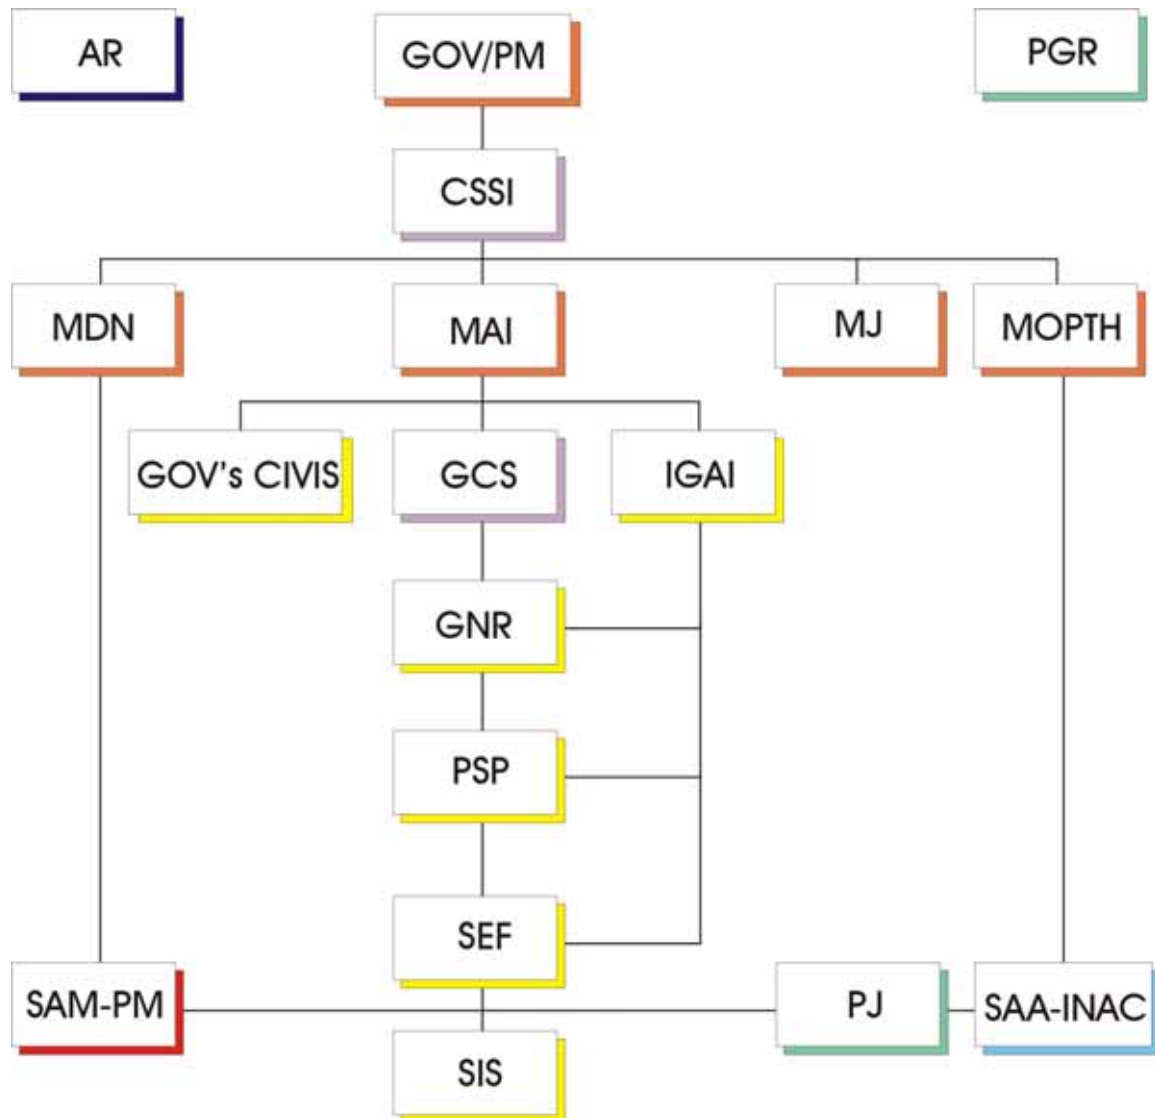 AR
GOV/PM
PGR
CSSI
MDN
MAI
MJ
MOPTH
GOV's CIVIS
GCS
IGAI
GNR
PSP
SEF
SAM-PM
PJ
SAA-INAC
SIS